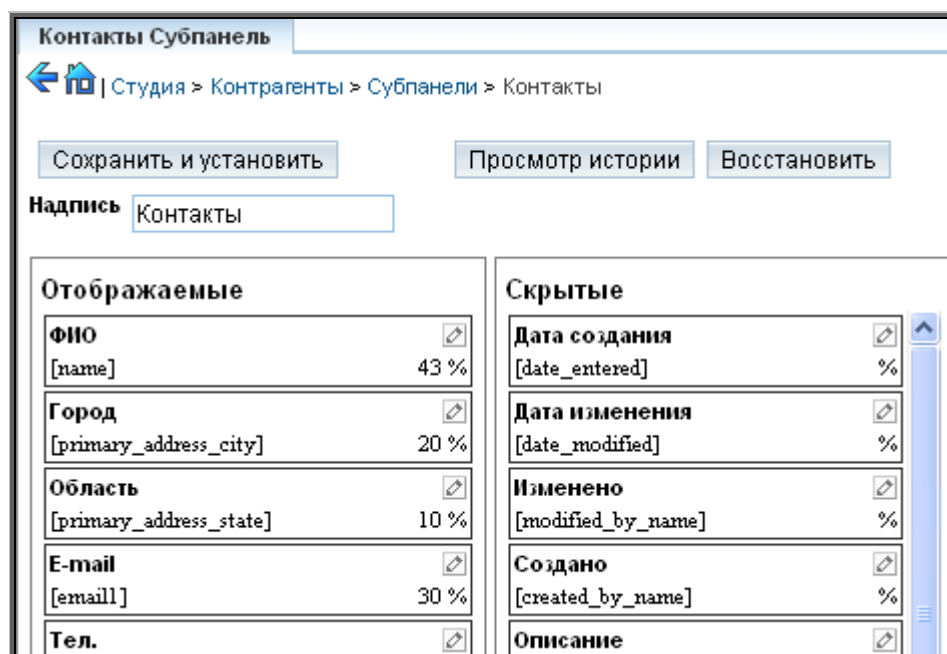 Контакты Субпанель
| Студия > Контрагенты > Субпанели > Контакты
Сохранить и установить
Просмотр истории
Восстановить
Надпись
Контакты
Отображаемые
ФИО
[name] 43 %
Город
[primary_address_city] 20 %
Область
[primary_address_state] 10 %
E-mail
[email1] 30 %
Тел.
Скрытые
Дата создания
[date_entered] %
Дата изменения
[date_modified] %
Изменено
[modified_by_name] %
Создано
[created_by_name] %
Описание